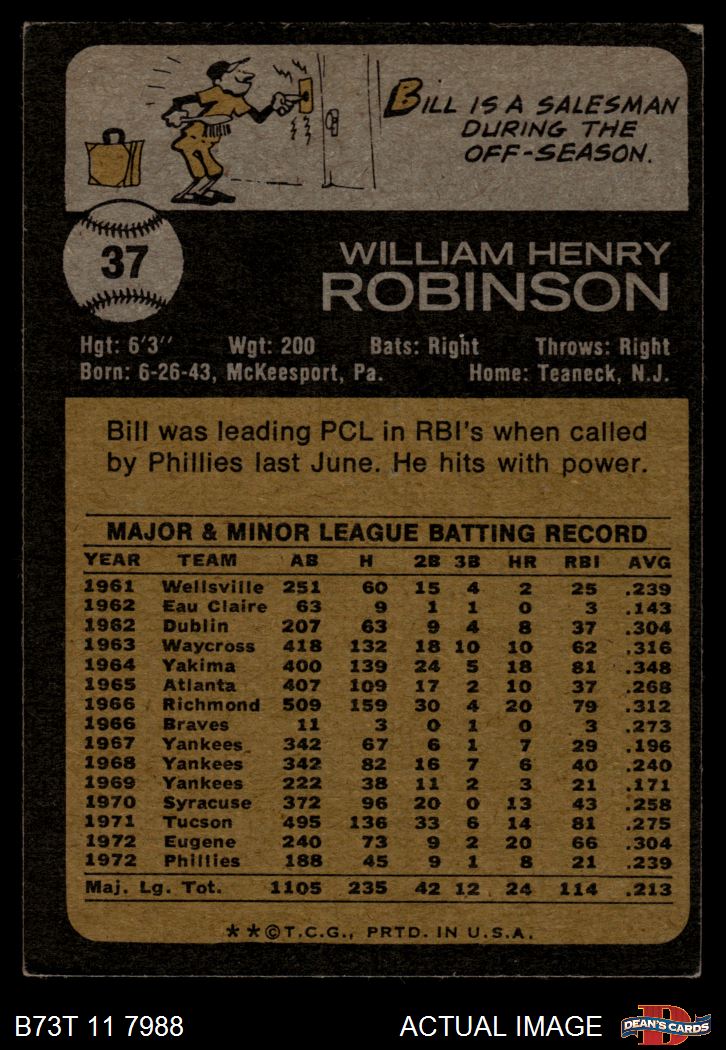 BILL IS A SALESMAN
DURING THE
OFF-SEASON.
37
WILLIAM HENRY
ROBINSON
Hgt: 6'3" Wgt: 200 Bats: Right Throws: Right
Born: 6-26-43, McKeesport, Pa. Home: Teaneck, N.J.
Bill was leading PCL in RBI's when called
by Phillies last June. He hits with power.
MAJOR & MINOR LEAGUE BATTING RECORD
YEAR TEAM AB H 2B 3B HR RBI AVG
1961 Wellsville 251 60 15 4 2 25 .239
1962 Eau Claire 63 9 1 1 0 3 .143
1962 Dublin 207 63 9 4 8 37 .304
1963 Waycross 418 132 18 10 10 62 .316
1964 Yakima 400 139 24 5 18 81 .348
1965 Atlanta 407 109 17 2 10 37 .268
1966 Richmond 509 159 30 4 20 79 .312
1966 Braves 11 3 0 1 0 3 .273
1967 Yankees 342 67 6 1 7 29 .196
1968 Yankees 342 82 16 7 6 40 .240
1969 Yankees 222 38 11 2 3 21 .171
1970 Syracuse 372 96 20 0 13 43 .258
1971 Tucson 495 136 33 6 14 81 .275
1972 Eugene 240 73 9 2 20 66 .304
1972 Phillies 188 45 9 1 8 21 .239
Maj. Lg. Tot. 1105 235 42 12 24 114 .213
**©T.C.G., PRTD. IN U.S.A.
B73T 11 7988 ACTUAL IMAGE D DEAN'S CARDS